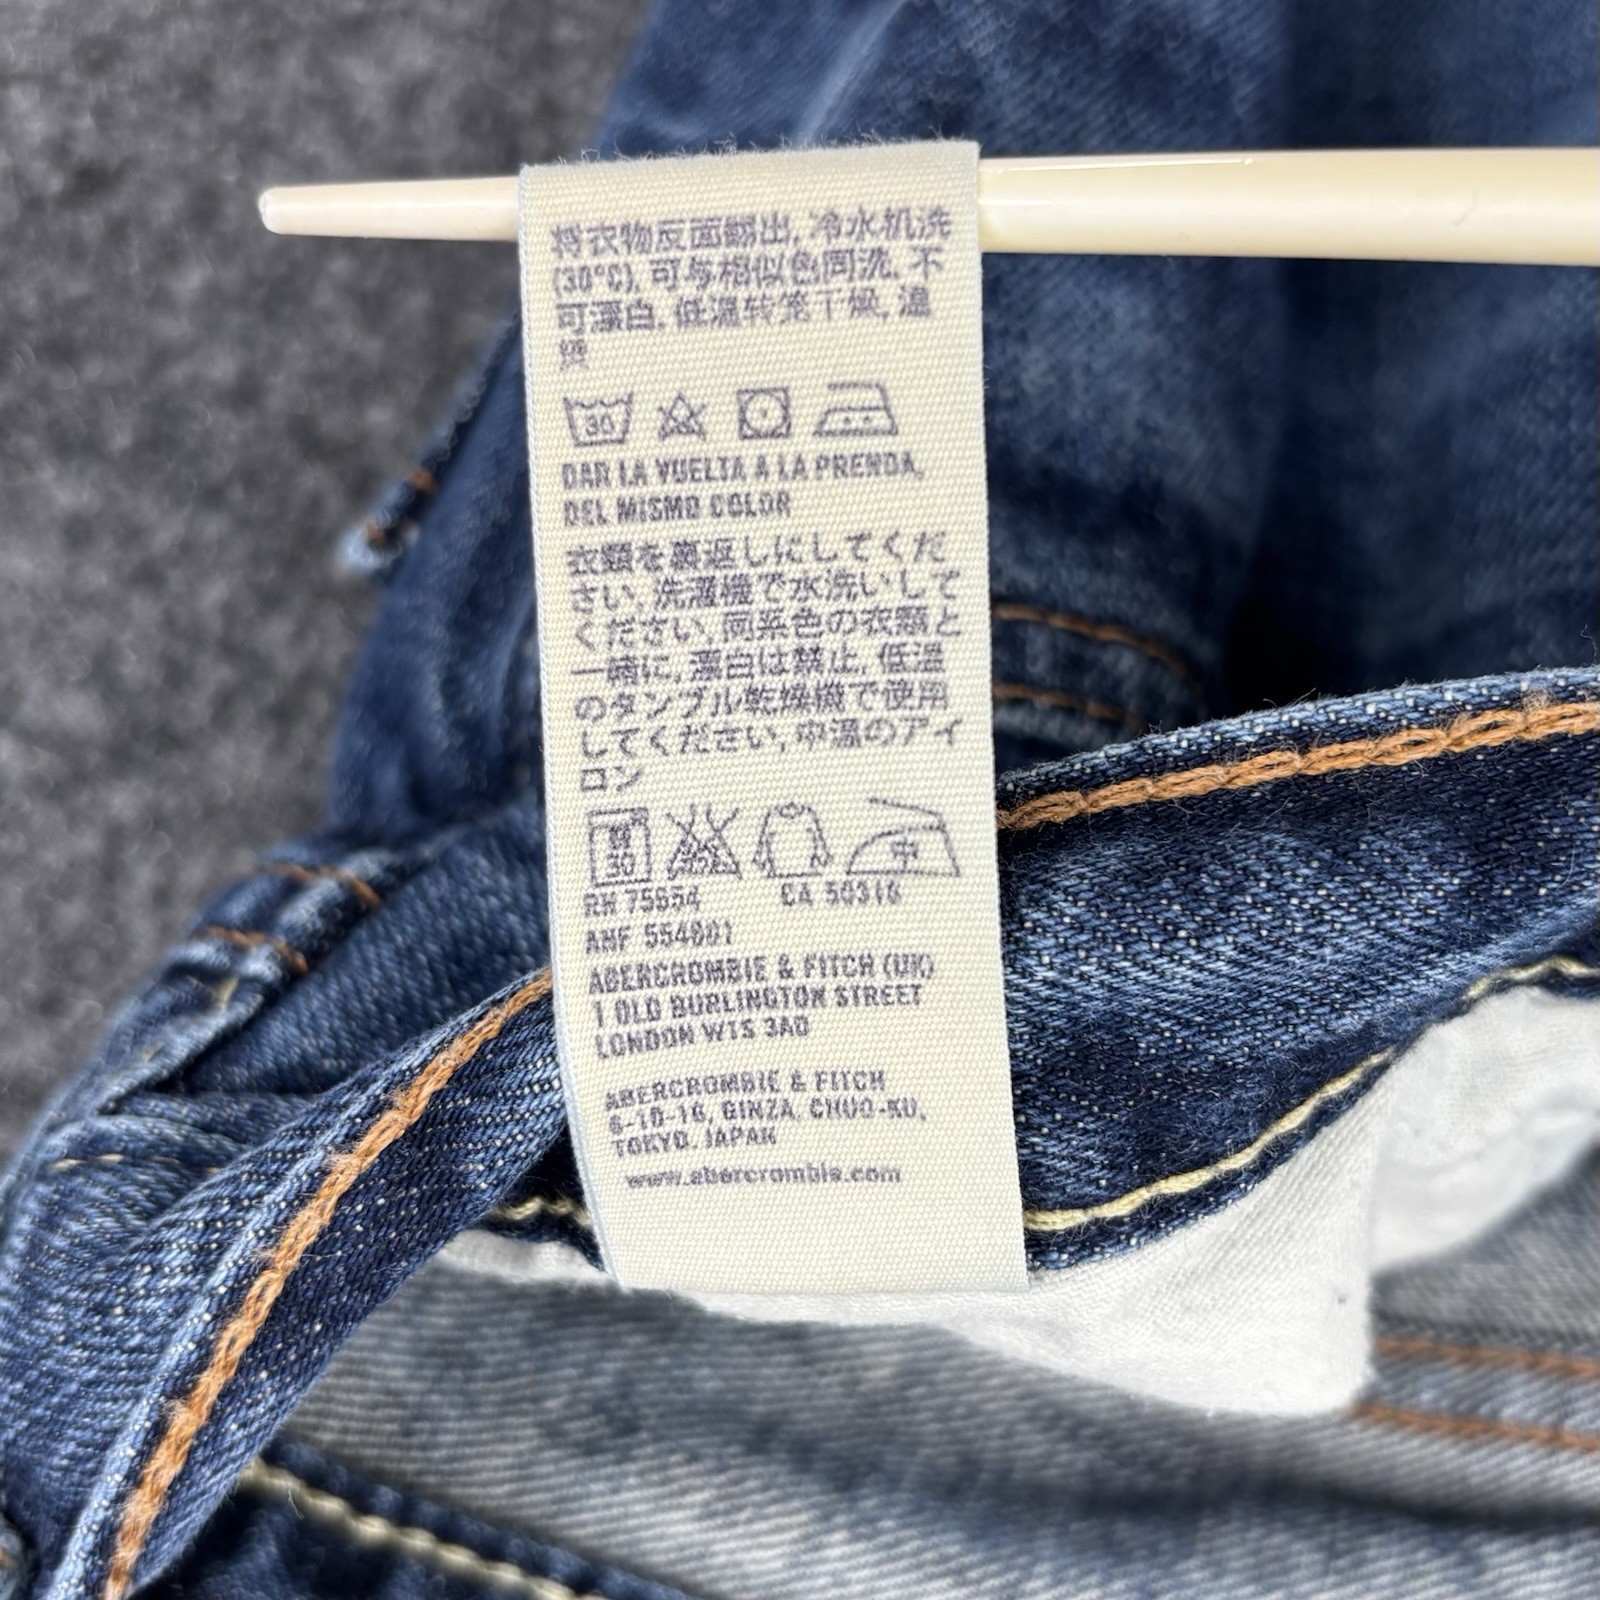 将衣物反面翻出, 冷水机洗
(30°C), 可与相似色同洗, 不
可漂白, 低温转笼干燥, 温
烫
30
DAR LA VUELTA A LA PRENDA,
DEL MISMO COLOR
衣類を裏返しにしてくだ
さい, 洗濯機で水洗いして
ください, 同系色の衣類と
一緒に, 漂白は禁止, 低温
のタンブル乾燥機で使用
してください, 中温のアイ
ロン
30 中
RN 75654 CA 50316
ANF 554001
ABERCROMBIE & FITCH (UK)
1 OLD BURLINGTON STREET
LONDON W1S 3AD
ABERCROMBIE & FITCH
6-10-10, GINZA, CHUO-KU,
TOKYO. JAPAN
www.abercrombie.com